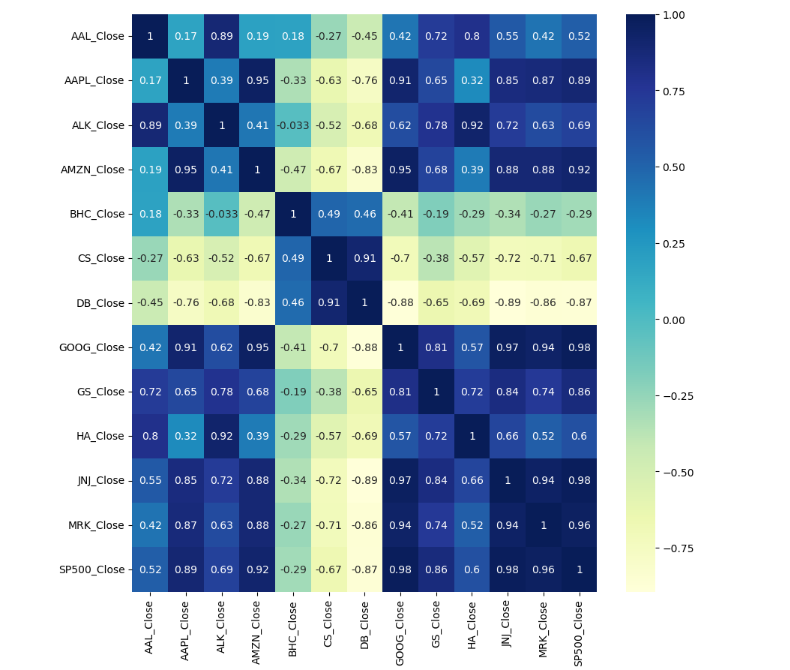 AAL_Close 1 0.17 0.89 0.19 0.18 -0.27 -0.45 0.42 0.72 0.8 0.55 0.42 0.52
AAPL_Close 0.17 1 0.39 0.95 -0.33 -0.63 -0.76 0.91 0.65 0.32 0.85 0.87 0.89
ALK_Close 0.89 0.39 1 0.41 -0.033 -0.52 -0.68 0.62 0.78 0.92 0.72 0.63 0.69
AMZN_Close 0.19 0.95 0.41 1 -0.47 -0.67 -0.83 0.95 0.68 0.39 0.88 0.88 0.92
BHC_Close 0.18 -0.33 -0.033 -0.47 1 0.49 0.46 -0.41 -0.19 -0.29 -0.34 -0.27 -0.29
CS_Close -0.27 -0.63 -0.52 -0.67 0.49 1 0.91 -0.7 -0.38 -0.57 -0.72 -0.71 -0.67
DB_Close -0.45 -0.76 -0.68 -0.83 0.46 0.91 1 -0.88 -0.65 -0.69 -0.89 -0.86 -0.87
GOOG_Close 0.42 0.91 0.62 0.95 -0.41 -0.7 -0.88 1 0.81 0.57 0.97 0.94 0.98
GS_Close 0.72 0.65 0.78 0.68 -0.19 -0.38 -0.65 0.81 1 0.72 0.84 0.74 0.86
HA_Close 0.8 0.32 0.92 0.39 -0.29 -0.57 -0.69 0.57 0.72 1 0.66 0.52 0.6
JNJ_Close 0.55 0.85 0.72 0.88 -0.34 -0.72 -0.89 0.97 0.84 0.66 1 0.94 0.98
MRK_Close 0.42 0.87 0.63 0.88 -0.27 -0.71 -0.86 0.94 0.74 0.52 0.94 1 0.96
SP500_Close 0.52 0.89 0.69 0.92 -0.29 -0.67 -0.87 0.98 0.86 0.6 0.98 0.96 1
AAL_Close
AAPL_Close
ALK_Close
AMZN_Close
BHC_Close
CS_Close
DB_Close
GOOG_Close
GS_Close
HA_Close
JNJ_Close
MRK_Close
SP500_Close
1.00
0.75
0.50
0.25
0.00
−0.25
−0.50
−0.75